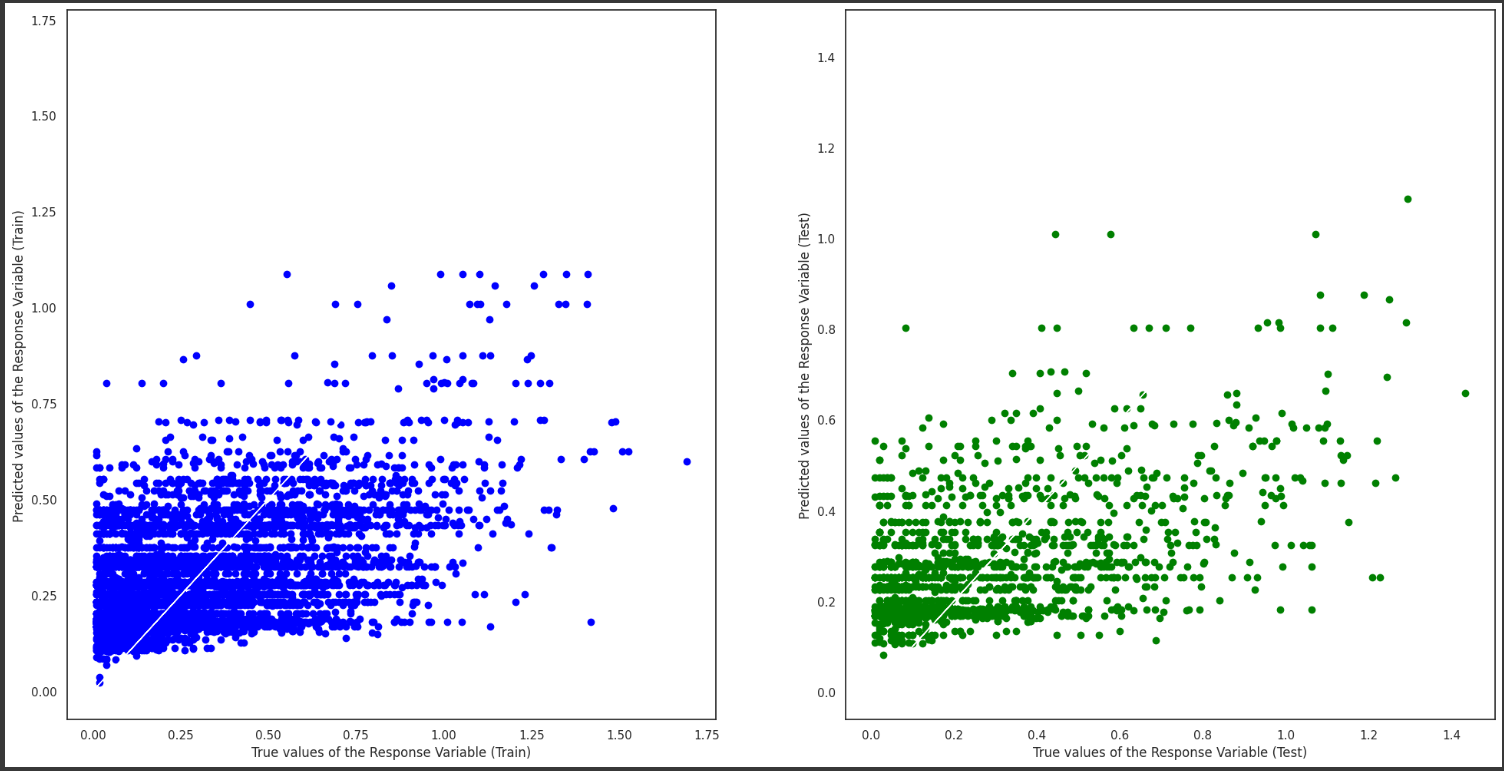 1.75
1.50
1.25
1.00
0.75
0.50
0.25
0.00
Predicted values of the Response Variable (Train)
0.00 0.25 0.50 0.75 1.00 1.25 1.50 1.75
True values of the Response Variable (Train)
1.4
1.2
1.0
0.8
0.6
0.4
0.2
0.0
Predicted values of the Response Variable (Test)
0.0 0.2 0.4 0.6 0.8 1.0 1.2 1.4
True values of the Response Variable (Test)